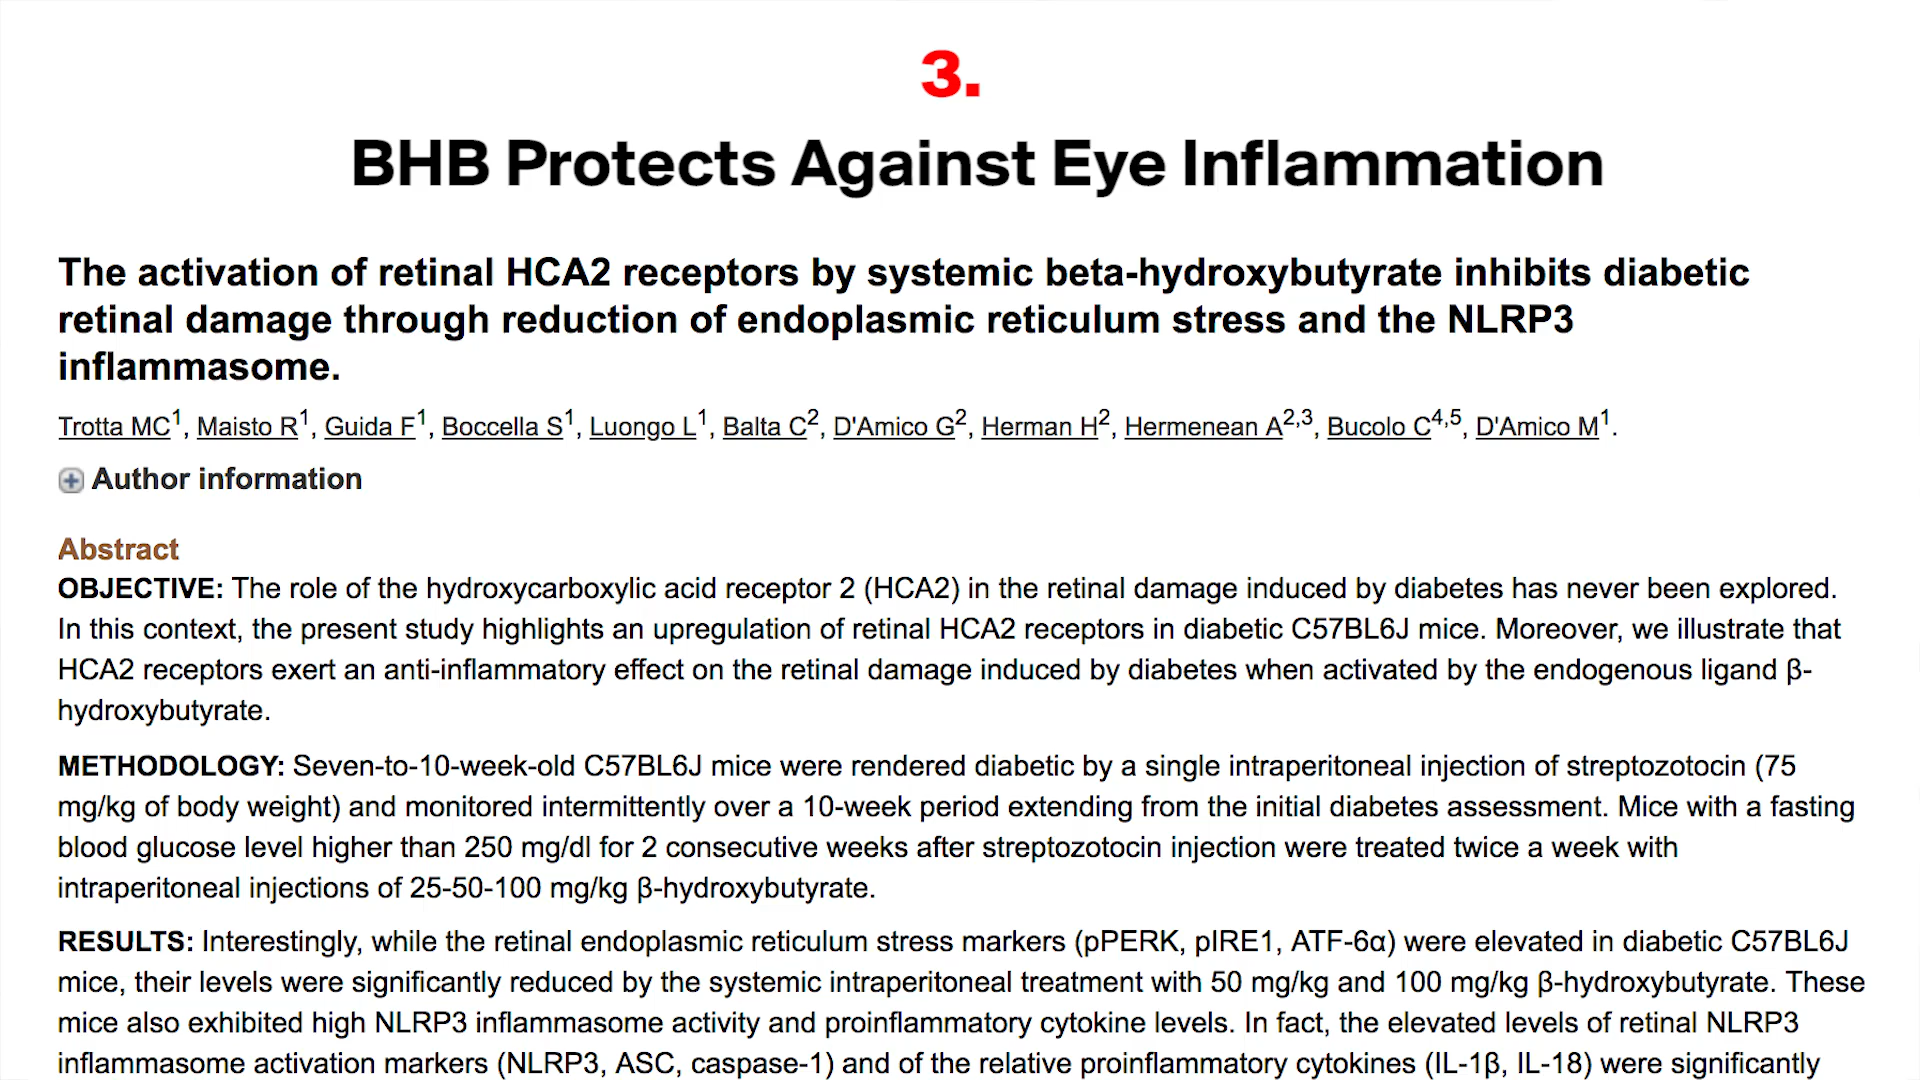 3.
BHB Protects Against Eye Inflammation
The activation of retinal HCA2 receptors by systemic beta-hydroxybutyrate inhibits diabetic
retinal damage through reduction of endoplasmic reticulum stress and the NLRP3
inflammasome.
Trotta MC1, Maisto R1, Guida F1, Boccella S1, Luongo L1, Balta C2, D'Amico G2, Herman H2, Hermenean A2,3, Bucolo C4,5, D'Amico M1.
Author information
Abstract
OBJECTIVE: The role of the hydroxycarboxylic acid receptor 2 (HCA2) in the retinal damage induced by diabetes has never been explored.
In this context, the present study highlights an upregulation of retinal HCA2 receptors in diabetic C57BL6J mice. Moreover, we illustrate that
HCA2 receptors exert an anti-inflammatory effect on the retinal damage induced by diabetes when activated by the endogenous ligand β-
hydroxybutyrate.
METHODOLOGY: Seven-to-10-week-old C57BL6J mice were rendered diabetic by a single intraperitoneal injection of streptozotocin (75
mg/kg of body weight) and monitored intermittently over a 10-week period extending from the initial diabetes assessment. Mice with a fasting
blood glucose level higher than 250 mg/dl for 2 consecutive weeks after streptozotocin injection were treated twice a week with
intraperitoneal injections of 25-50-100 mg/kg β-hydroxybutyrate.
RESULTS: Interestingly, while the retinal endoplasmic reticulum stress markers (pPERK, pIRE1, ATF-6α) were elevated in diabetic C57BL6J
mice, their levels were significantly reduced by the systemic intraperitoneal treatment with 50 mg/kg and 100 mg/kg β-hydroxybutyrate. These
mice also exhibited high NLRP3 inflammasome activity and proinflammatory cytokine levels. In fact, the elevated levels of retinal NLRP3
inflammasome activation markers (NLRP3, ASC, caspase-1) and of the relative proinflammatory cytokines (IL-1β, IL-18) were significantly